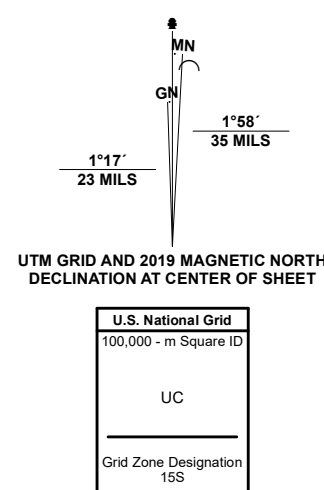 MN
GN
1°58´
35 MILS
1°17´
23 MILS
UTM GRID AND 2019 MAGNETIC NORTH
DECLINATION AT CENTER OF SHEET
U.S. National Grid
100,000 - m Square ID
UC
Grid Zone Designation
15S